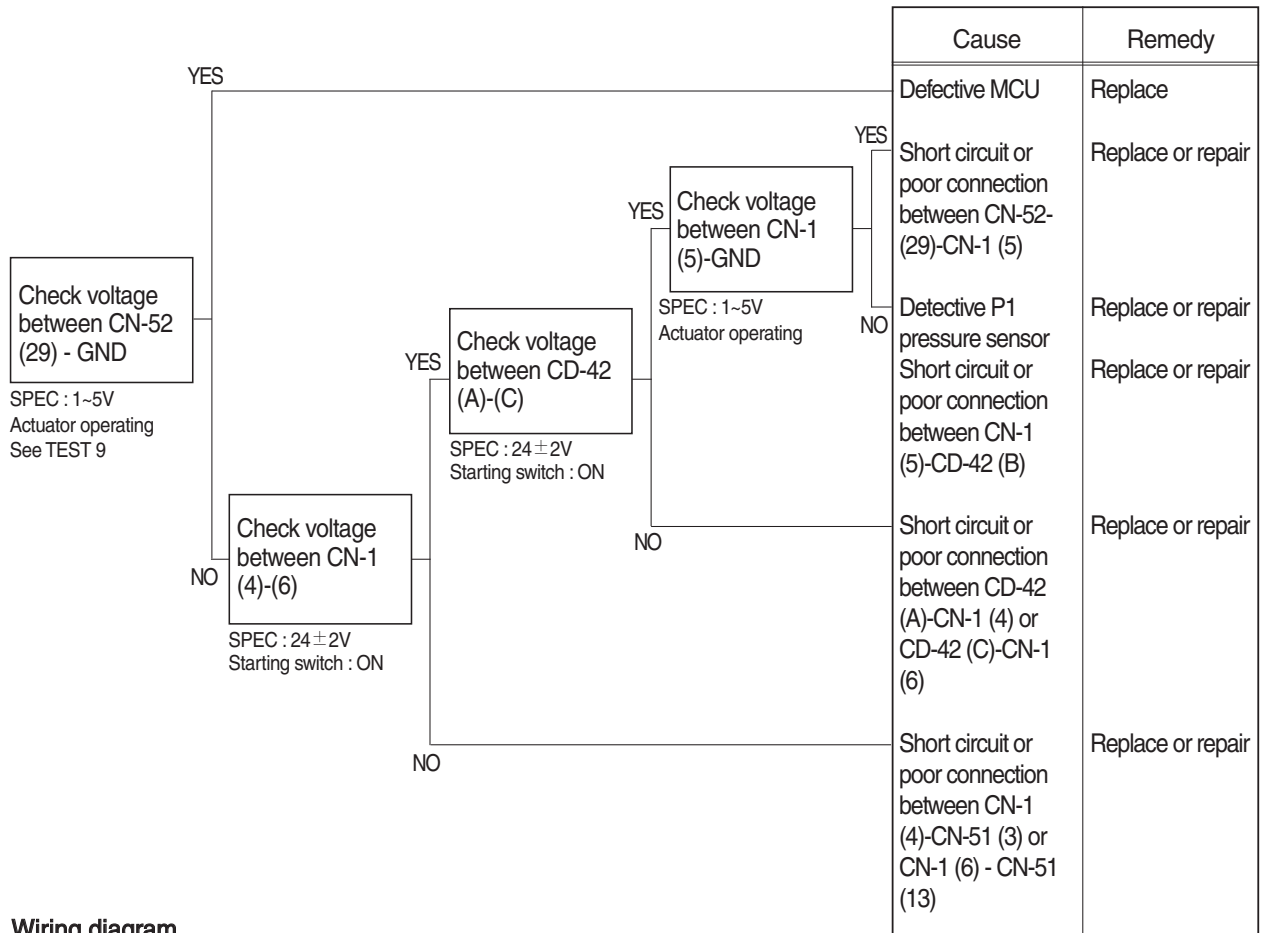 Cause
Remedy
YES
Defective MCU
Replace
YES
Short circuit or
poor connection
between CN-52-
(29)-CN-1 (5)
Replace or repair
YES
Check voltage
between CN-1
(5)-GND
SPEC : 1~5V
Actuator operating
NO
Detective P1
pressure sensor
Replace or repair
Short circuit or
poor connection
between CN-1
(5)-CD-42 (B)
Replace or repair
Check voltage
between CN-52
(29) - GND
SPEC : 1~5V
Actuator operating
See TEST 9
YES
Check voltage
between CD-42
(A)-(C)
SPEC : 24±2V
Starting switch : ON
NO
Short circuit or
poor connection
between CD-42
(A)-CN-1 (4) or
CD-42 (C)-CN-1
(6)
Replace or repair
NO
Check voltage
between CN-1
(4)-(6)
SPEC : 24±2V
Starting switch : ON
NO
Short circuit or
poor connection
between CN-1
(4)-CN-51 (3) or
CN-1 (6) - CN-51
(13)
Replace or repair
Wiring diagram